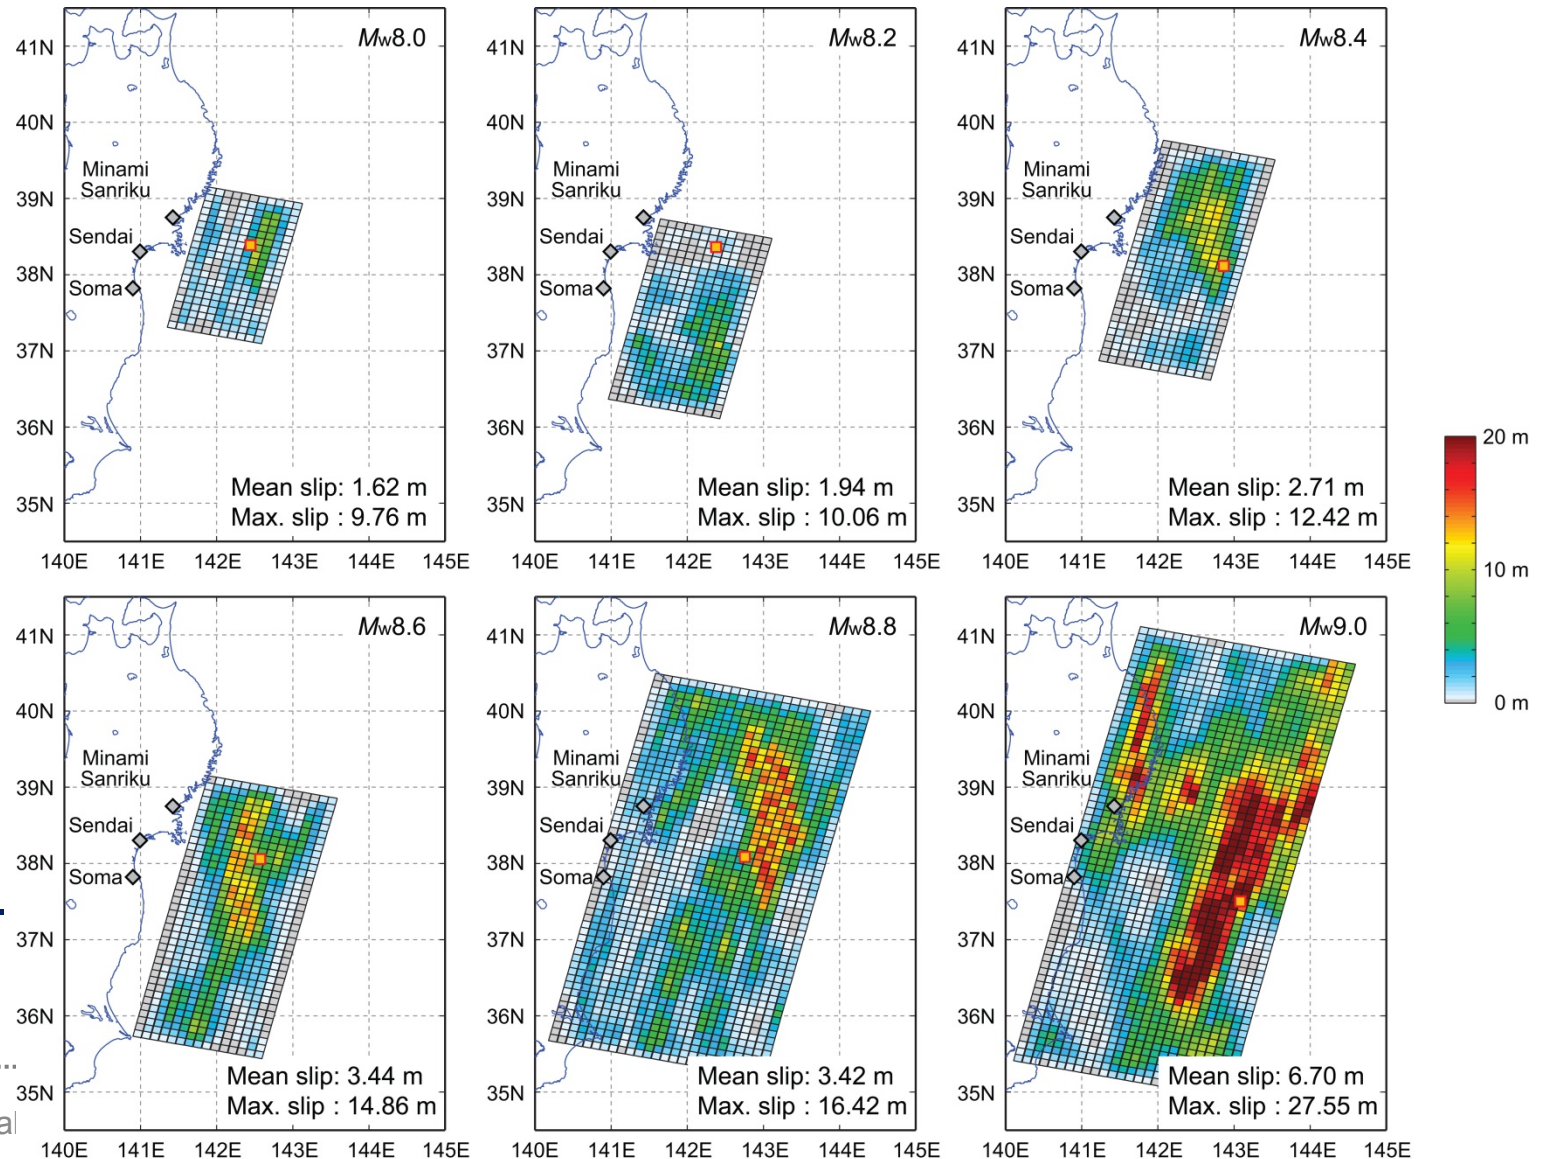 Mw8.0
41N
40N
39N
38N
37N
36N
35N
Minami
Sanriku
Sendai
Soma
Mean slip: 1.62 m
Max. slip : 9.76 m
140E 141E 142E 143E 144E 145E
Mw8.2
41N
40N
39N
38N
37N
36N
35N
Minami
Sanriku
Sendai
Soma
Mean slip: 1.94 m
Max. slip : 10.06 m
140E 141E 142E 143E 144E 145E
Mw8.4
41N
40N
39N
38N
37N
36N
35N
Minami
Sanriku
Sendai
Soma
Mean slip: 2.71 m
Max. slip : 12.42 m
140E 141E 142E 143E 144E 145E
20 m
10 m
0 m
Mw8.6
41N
40N
39N
38N
37N
36N
35N
Minami
Sanriku
Sendai
Soma
Mean slip: 3.44 m
Max. slip : 14.86 m
140E 141E 142E 143E 144E 145E
Mw8.8
41N
40N
39N
38N
37N
36N
35N
Minami
Sanriku
Sendai
Soma
Mean slip: 3.42 m
Max. slip : 16.42 m
140E 141E 142E 143E 144E 145E
Mw9.0
41N
40N
39N
38N
37N
36N
35N
Minami
Sanriku
Sendai
Soma
Mean slip: 6.70 m
Max. slip : 27.55 m
140E 141E 142E 143E 144E 145E